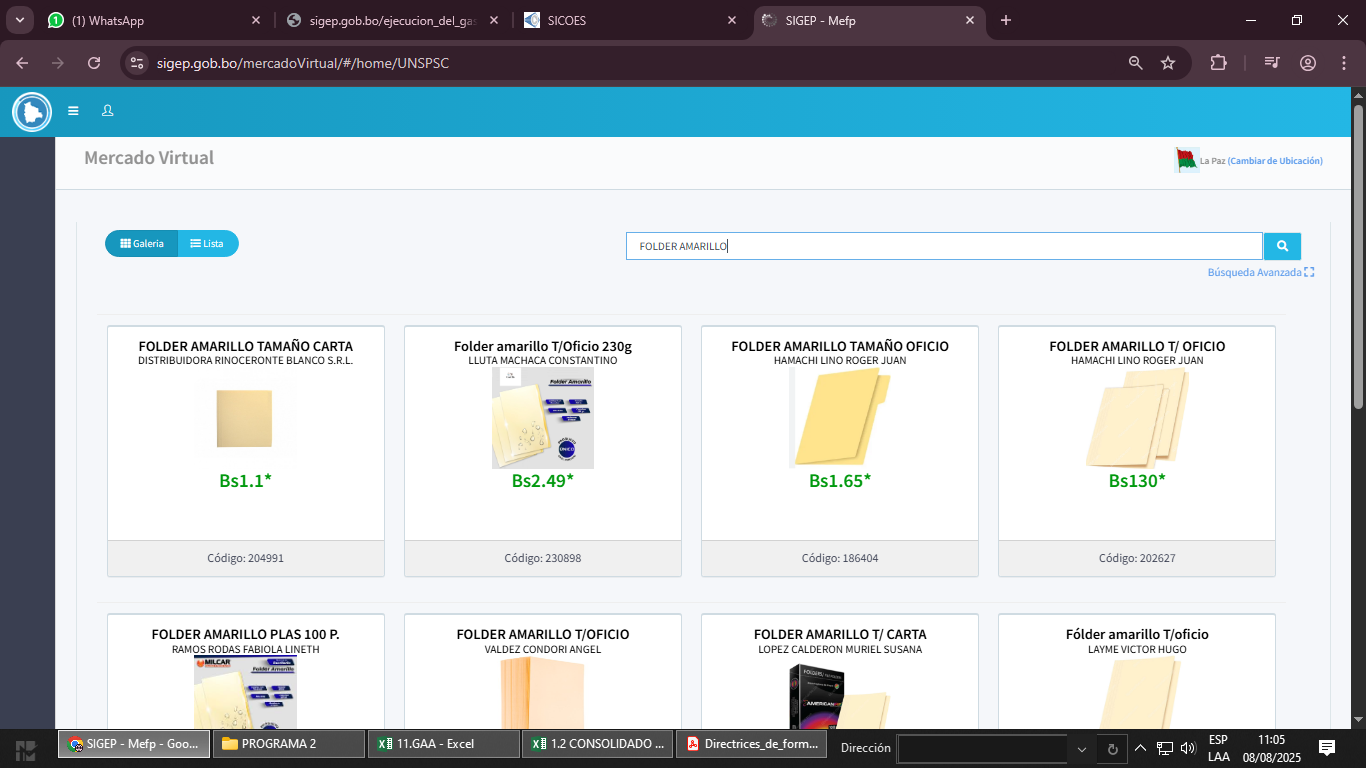 (1) WhatsApp
sigep.gob.bo/ejecucion_del_gas
SICOES
SIGEP - Mefp
sigep.gob.bo/mercadoVirtual/#/home/UNSPSC
Mercado Virtual
La Paz (Cambiar de Ubicación)
Galeria
Lista
FOLDER AMARILLO
Búsqueda Avanzada
FOLDER AMARILLO TAMAÑO CARTA
DISTRIBUIDORA RINOCERONTE BLANCO S.R.L.
Bs1.1*
Código: 204991
Folder amarillo T/Oficio 230g
LLUTA MACHACA CONSTANTINO
Folder Amarillo
ÚNICO
Bs2.49*
Código: 230898
FOLDER AMARILLO TAMAÑO OFICIO
HAMACHI LINO ROGER JUAN
Bs1.65*
Código: 186404
FOLDER AMARILLO T/ OFICIO
HAMACHI LINO ROGER JUAN
Bs130*
Código: 202627
FOLDER AMARILLO PLAS 100 P.
RAMOS RODAS FABIOLA LINETH
MILCAR
Folder Amarillo
FOLDER AMARILLO T/OFICIO
VALDEZ CONDORI ANGEL
FOLDER AMARILLO T/ CARTA
LOPEZ CALDERON MURIEL SUSANA
Fólder amarillo T/oficio
LAYME VICTOR HUGO
SIGEP - Mefp - Goo...
PROGRAMA 2
11.GAA - Excel
1.2 CONSOLIDADO ...
Directrices_de_form...
Dirección
ESP
LAA
11:05
08/08/2025